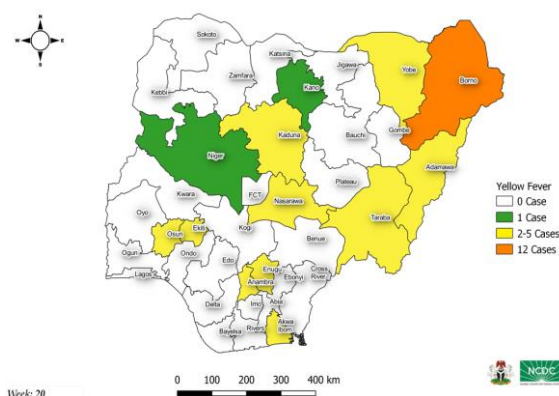 N
W
E
S
Sokoto
Katsina
Jigawa
Yobe
Borno
Zamfara
Kano
Kebbi
Kaduna
Bauchi
Gombe
Adamawa
Niger
Plateau
FCT
Kwara
Nasarawa
Taraba
Oyo
Kogi
Benue
Osun
Ekiti
Ogun
Ondo
Edo
Enugu
Ebonyi
Cross
River
Lagos
Anambra
Delta
Imo
Abia
Akwa
Ibom
Bayelsa
Rivers
Yellow Fever
0 Case
1 Case
2-5 Cases
12 Cases
NCDC
Week: 20
0 100 200 300 400 km